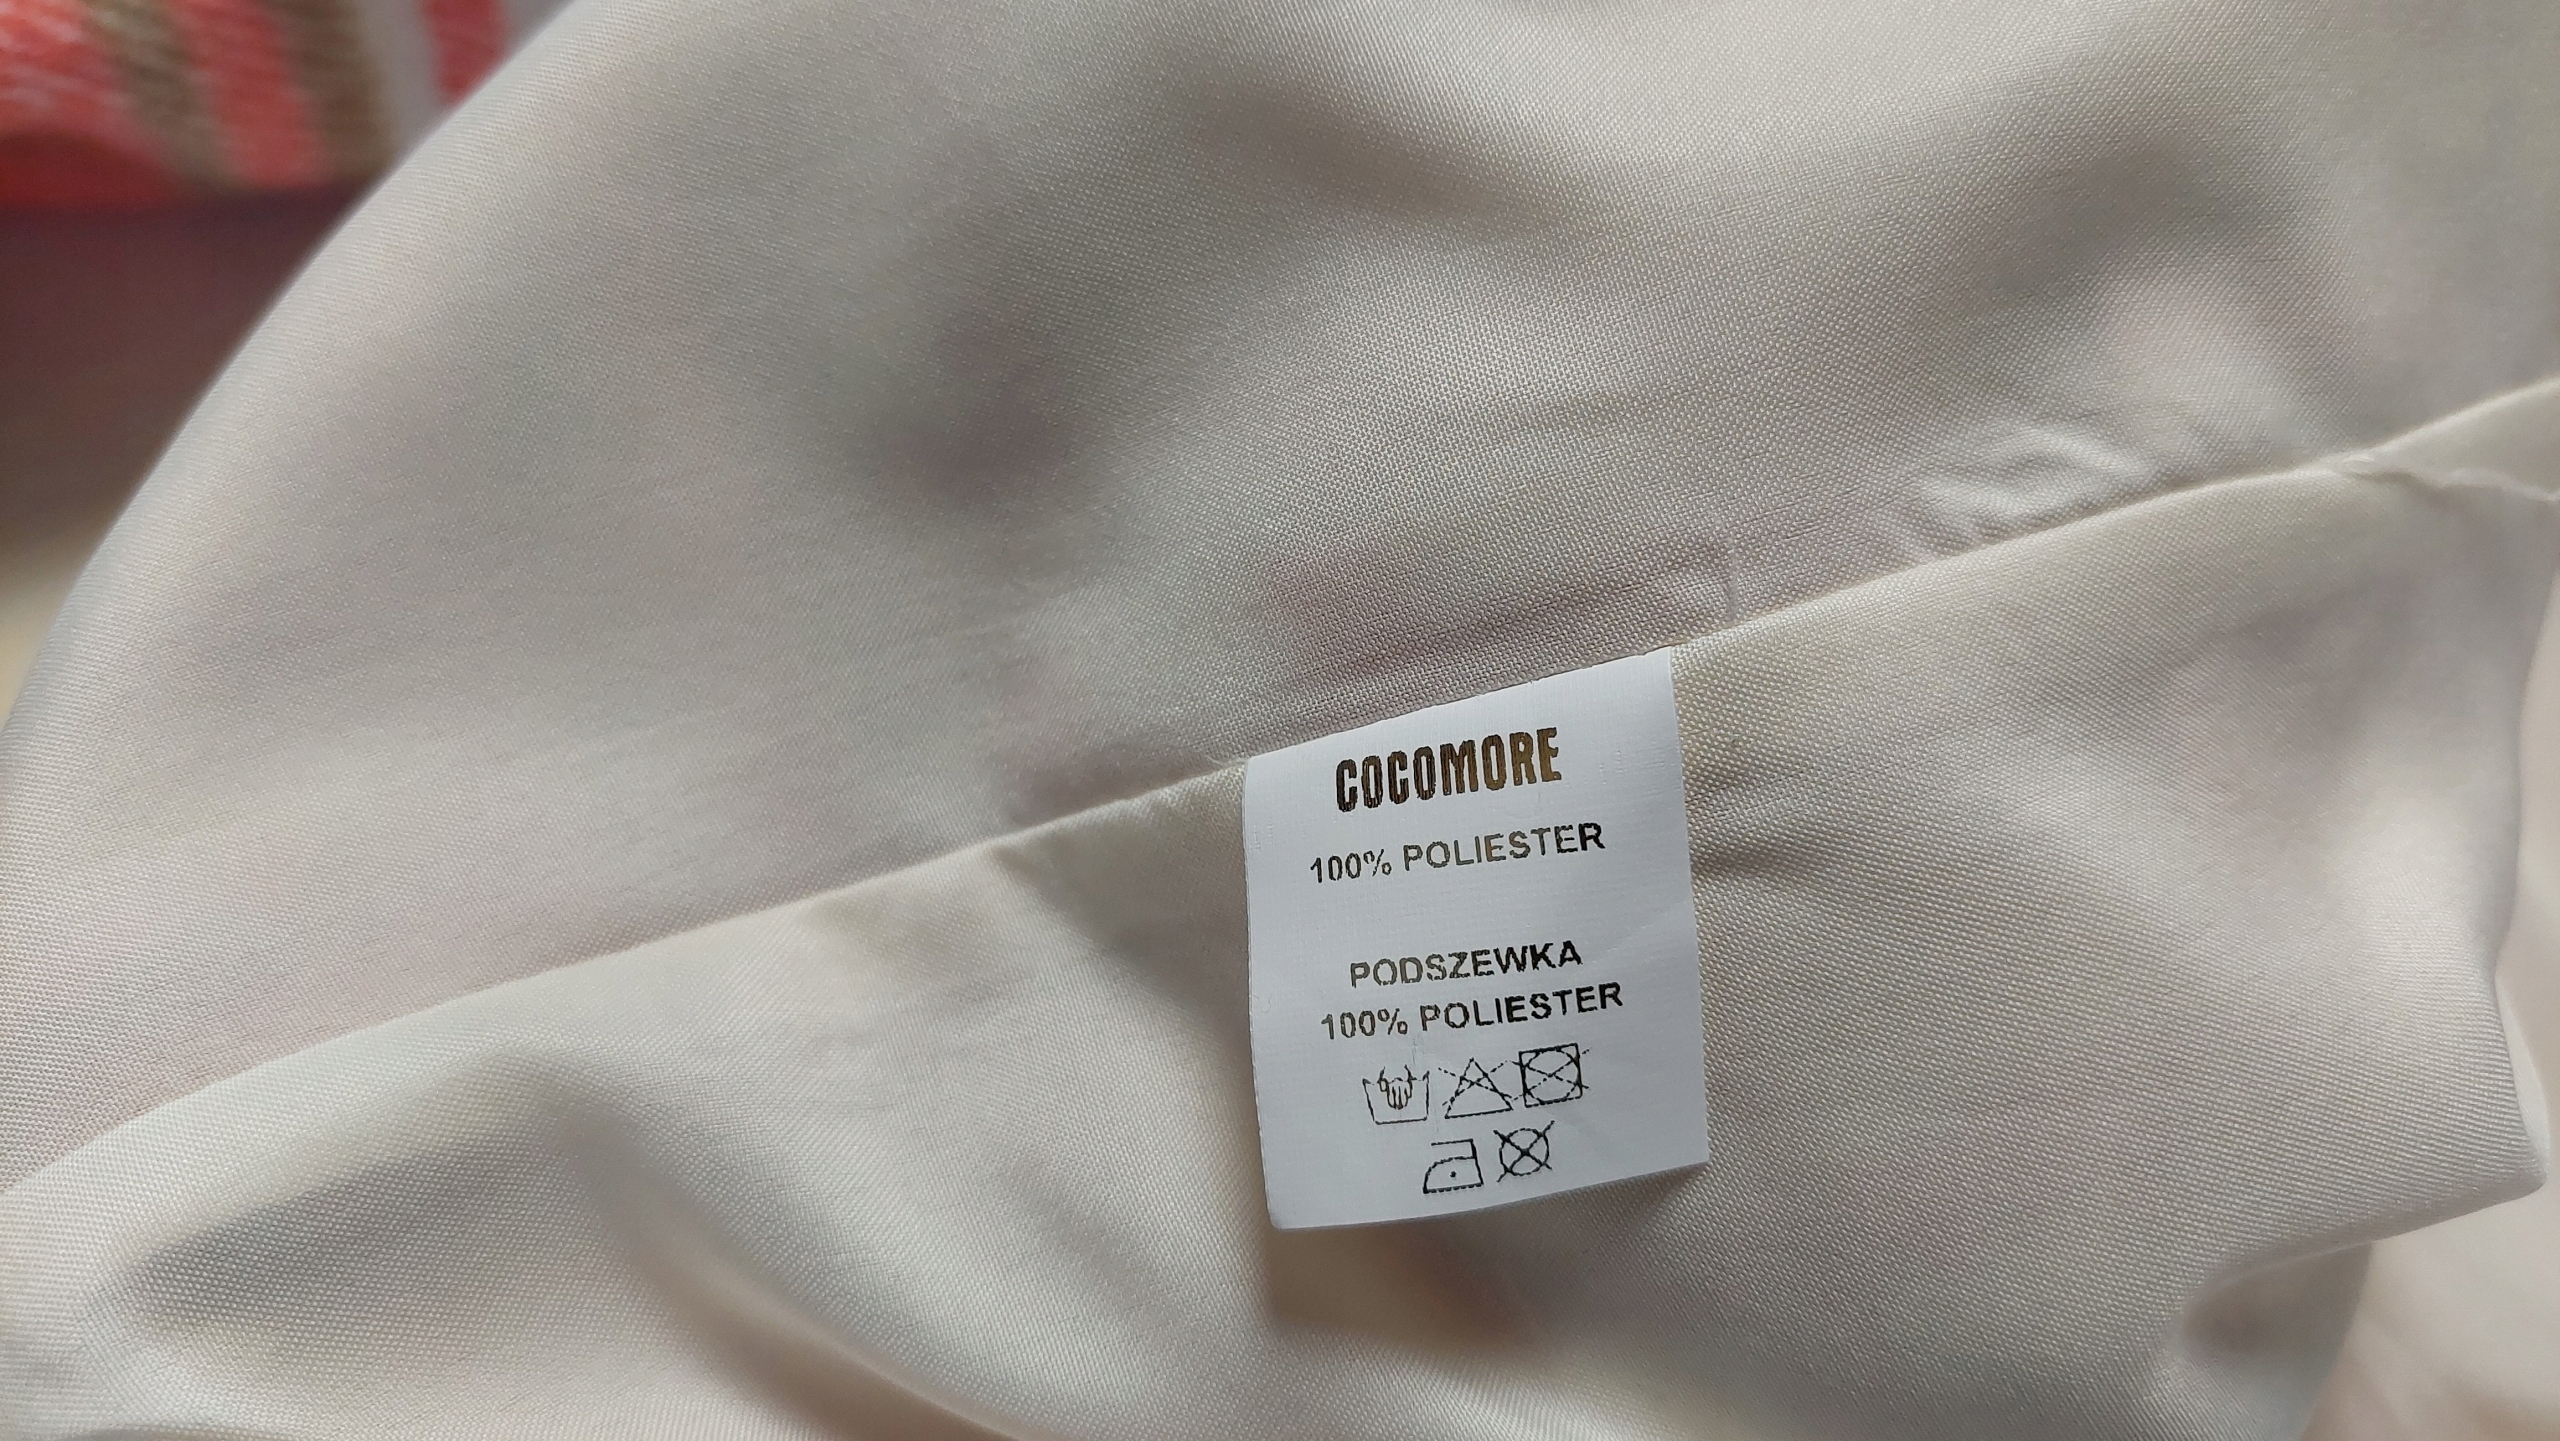 COCOMORE
100% POLIESTER
PODSZEWKA
100% POLIESTER